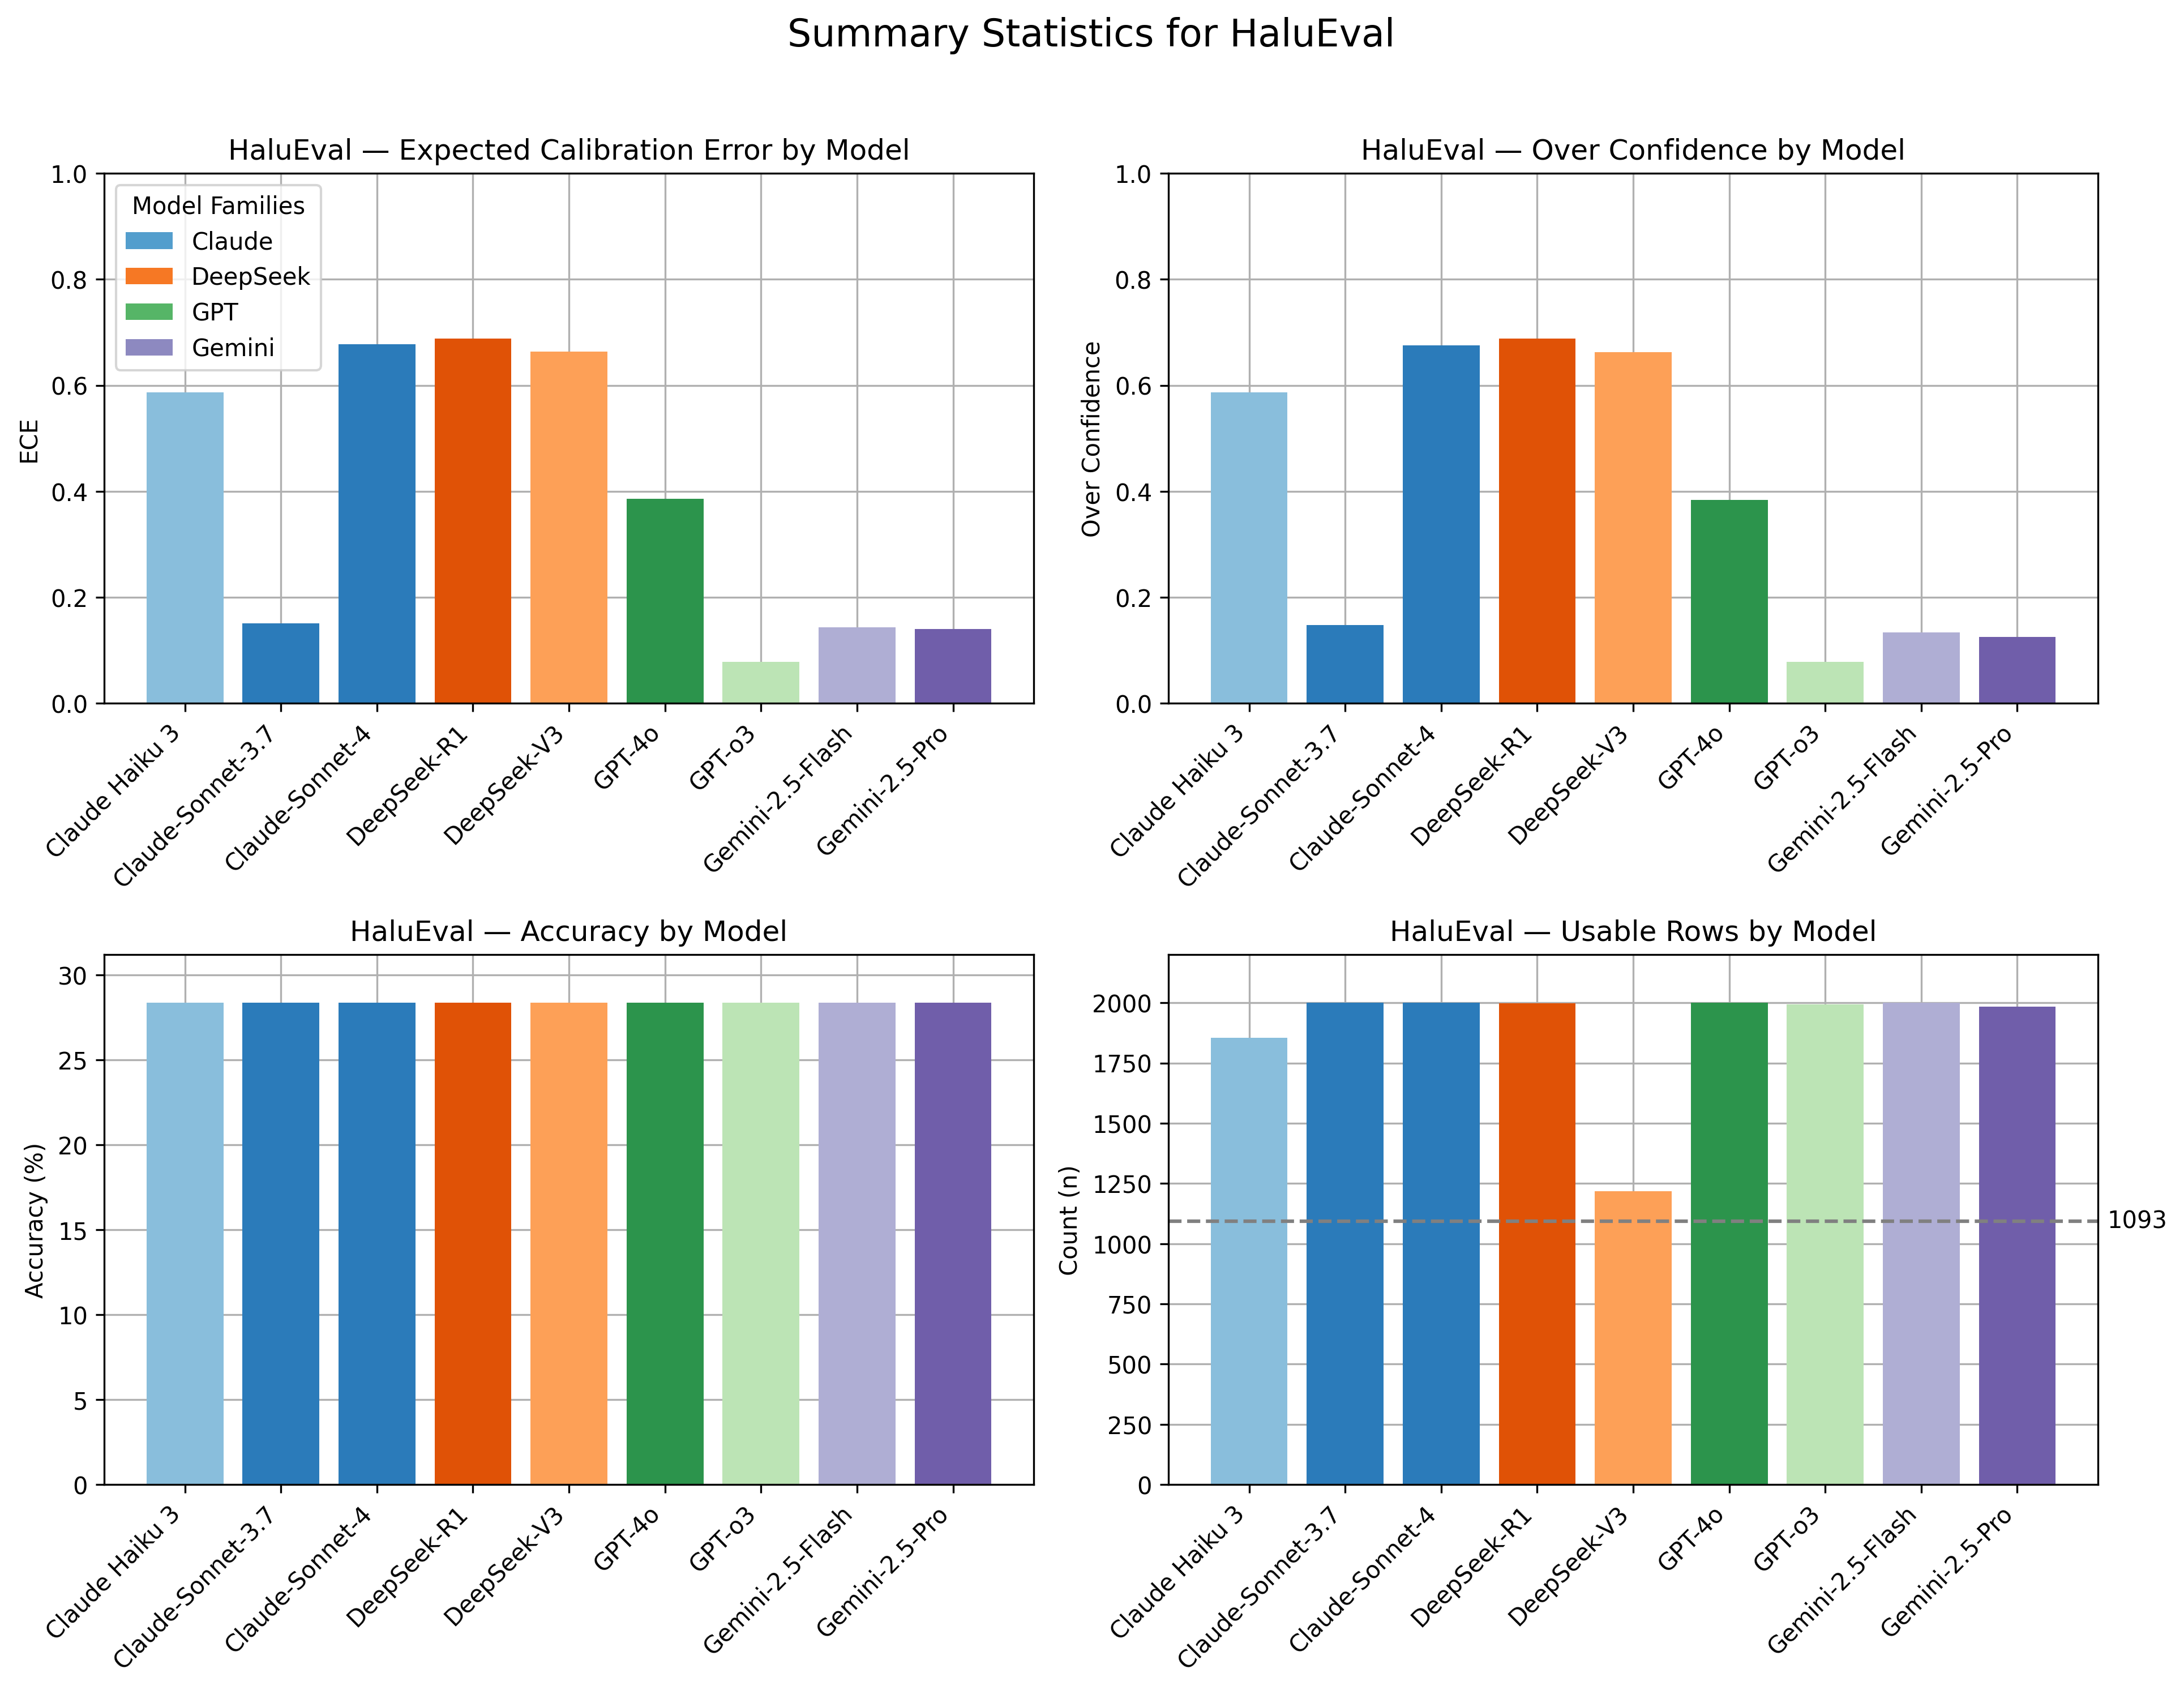 Summary Statistics for HaluEval
HaluEval — Expected Calibration Error by Model
1.0
0.8
0.6
0.4
0.2
0.0
ECE
Model Families
Claude
DeepSeek
GPT
Gemini
Claude Haiku 3
Claude-Sonnet-3.7
Claude-Sonnet-4
DeepSeek-R1
DeepSeek-V3
GPT-4o
GPT-o3
Gemini-2.5-Flash
Gemini-2.5-Pro
HaluEval — Over Confidence by Model
1.0
0.8
0.6
0.4
0.2
0.0
Over Confidence
Claude Haiku 3
Claude-Sonnet-3.7
Claude-Sonnet-4
DeepSeek-R1
DeepSeek-V3
GPT-4o
GPT-o3
Gemini-2.5-Flash
Gemini-2.5-Pro
HaluEval — Accuracy by Model
30
25
20
15
10
5
0
Accuracy (%)
Claude Haiku 3
Claude-Sonnet-3.7
Claude-Sonnet-4
DeepSeek-R1
DeepSeek-V3
GPT-4o
GPT-o3
Gemini-2.5-Flash
Gemini-2.5-Pro
HaluEval — Usable Rows by Model
2000
1750
1500
1250
1000
750
500
250
0
Count (n)
1093
Claude Haiku 3
Claude-Sonnet-3.7
Claude-Sonnet-4
DeepSeek-R1
DeepSeek-V3
GPT-4o
GPT-o3
Gemini-2.5-Flash
Gemini-2.5-Pro